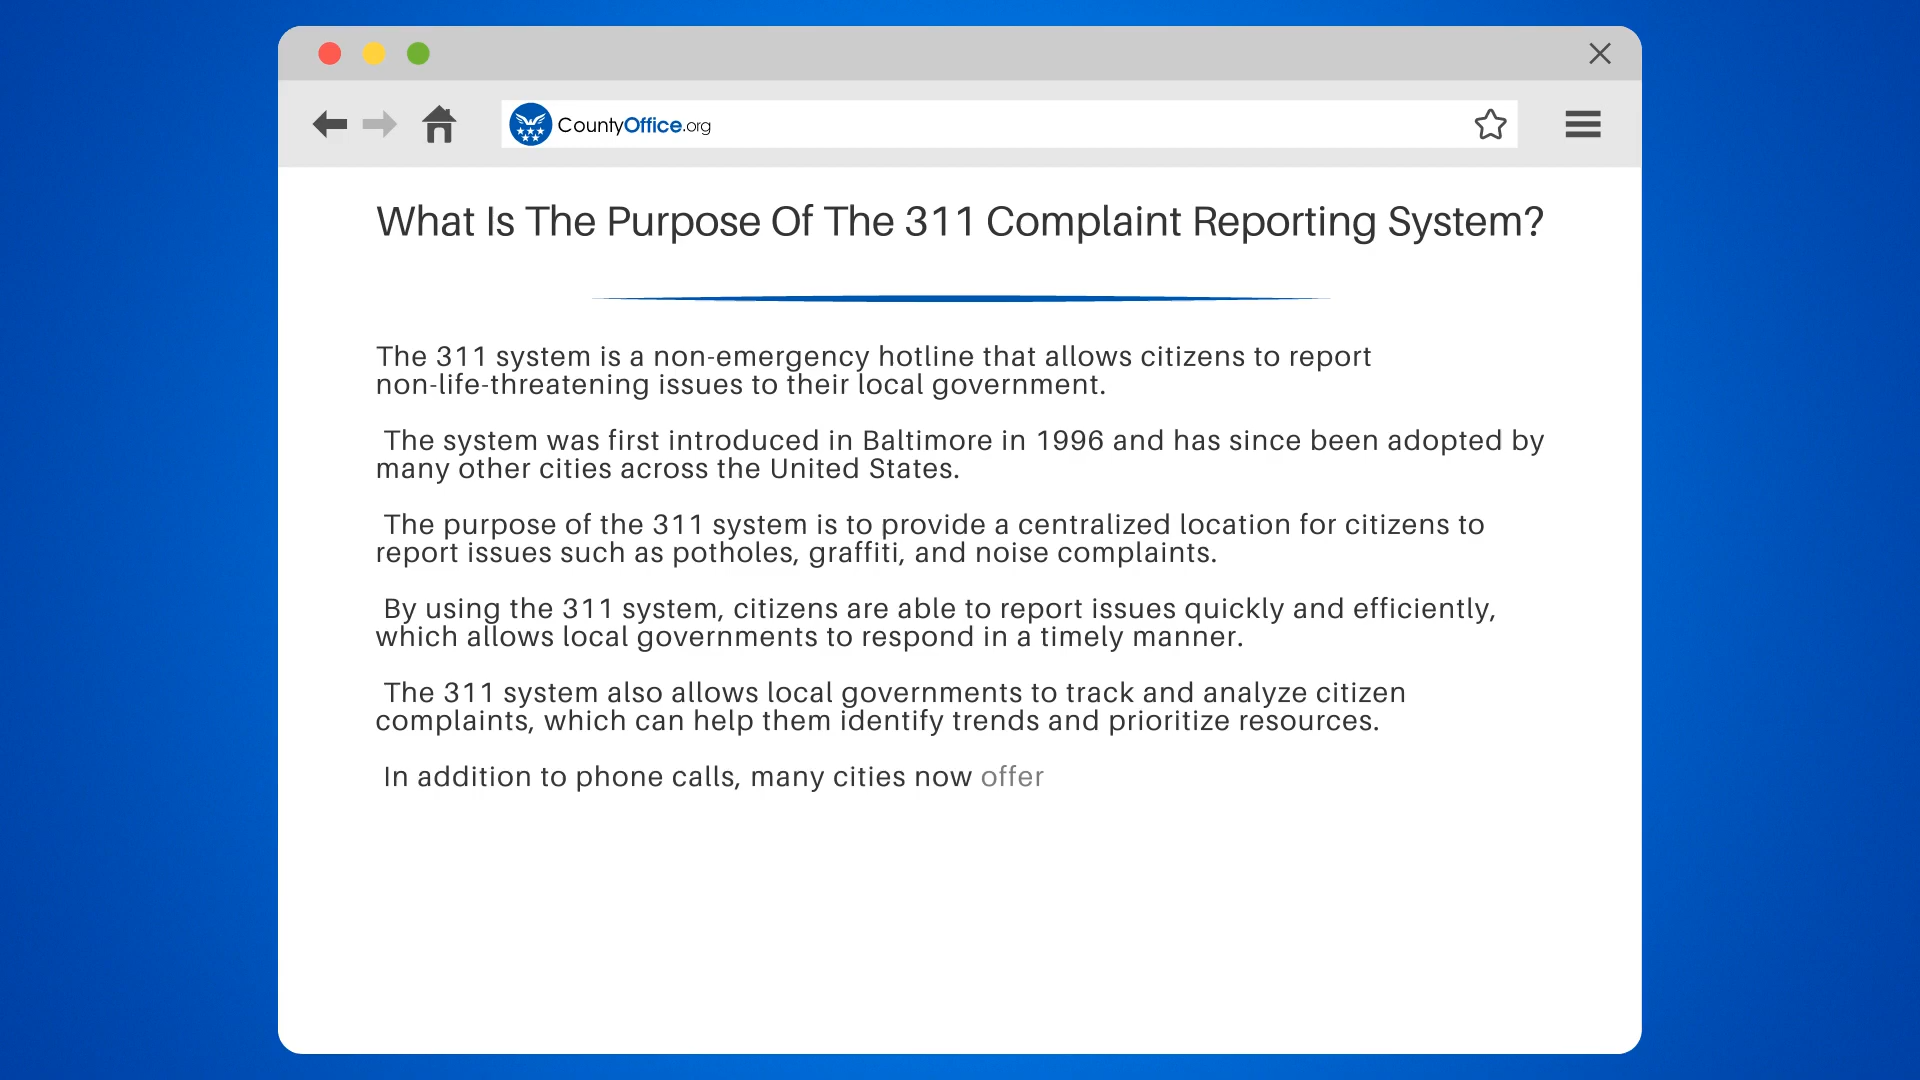 CountyOffice.org
What Is The Purpose Of The 311 Complaint Reporting System?
The 311 system is a non-emergency hotline that allows citizens to report
non-life-threatening issues to their local government.
The system was first introduced in Baltimore in 1996 and has since been adopted by
many other cities across the United States.
The purpose of the 311 system is to provide a centralized location for citizens to
report issues such as potholes, graffiti, and noise complaints.
By using the 311 system, citizens are able to report issues quickly and efficiently,
which allows local governments to respond in a timely manner.
The 311 system also allows local governments to track and analyze citizen
complaints, which can help them identify trends and prioritize resources.
In addition to phone calls, many cities now offer